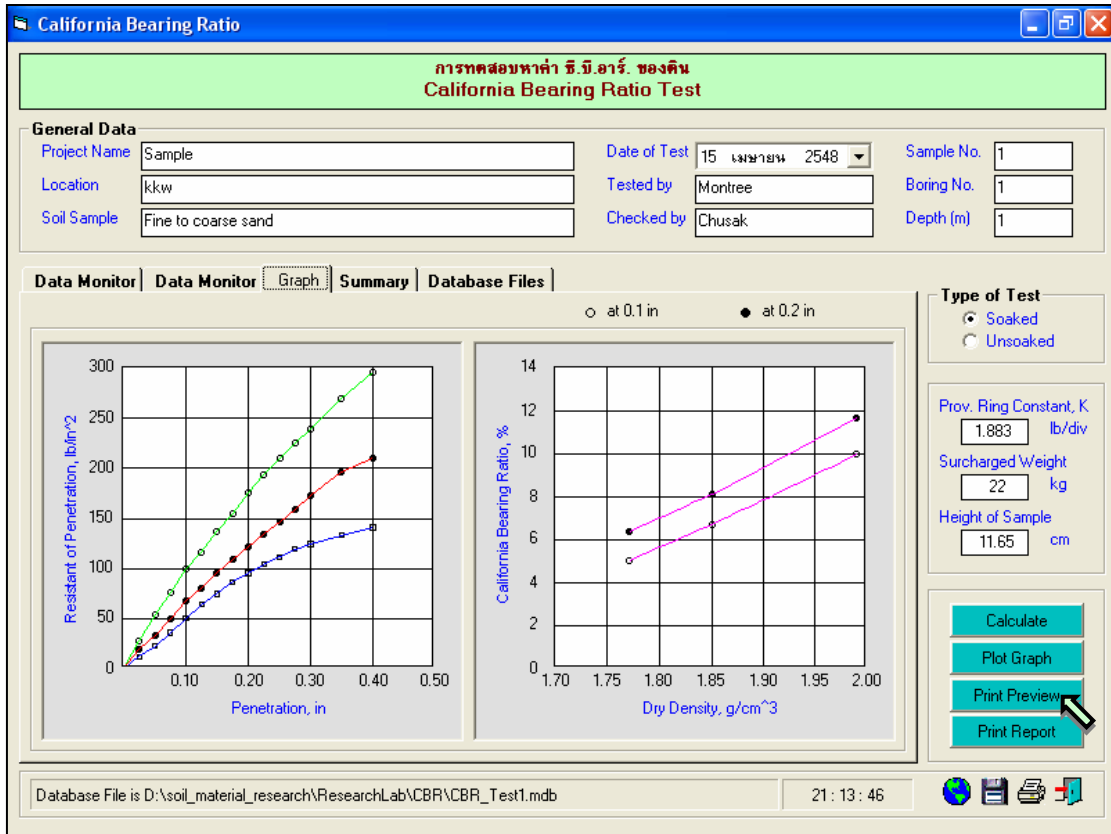 California Bearing Ratio
การทดสอบหาค่า ซี.บี.อาร์. ของดิน
California Bearing Ratio Test
General Data
Project Name Sample Date of Test 15 เมษายน 2548 Sample No. 1
Location kkw Tested by Montree Boring No. 1
Soil Sample Fine to coarse sand Checked by Chusak Depth (m) 1
Data Monitor Data Monitor Graph Summary Database Files
at 0.1 in at 0.2 in
Resistant of Penetration, lb/in^2
300
250
200
150
100
50
0
0.10 0.20 0.30 0.40 0.50
Penetration, in
California Bearing Ratio, %
14
12
10
8
6
4
2
0
1.70 1.75 1.80 1.85 1.90 1.95 2.00
Dry Density, g/cm^3
Type of Test
Soaked
Unsoaked
Prov. Ring Constant, K
1.883 lb/div
Surcharged Weight
22 kg
Height of Sample
11.65 cm
Calculate
Plot Graph
Print Preview
Print Report
Database File is D:\soil_material_research\ResearchLab\CBR\CBR_Test1.mdb 21 : 13 : 46